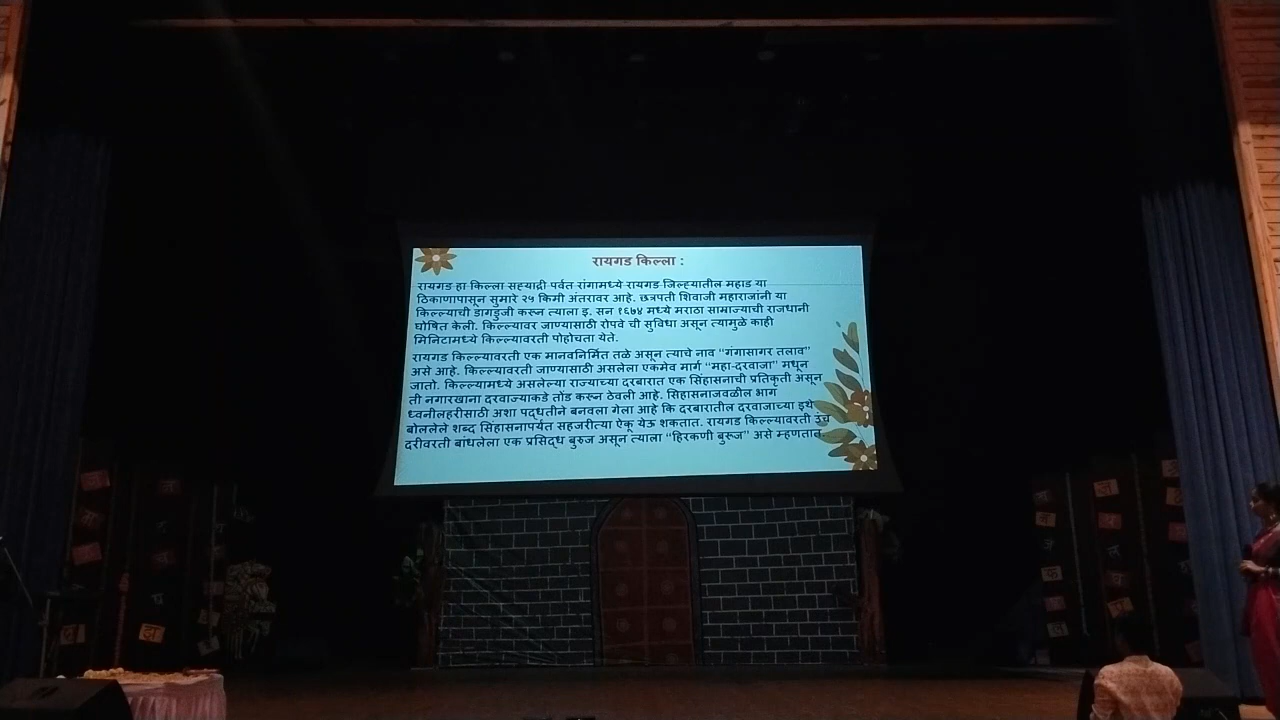 रायगड किल्ला :
रायगड हा किल्ला सह्याद्री पर्वत रांगामध्ये रायगड जिल्ह्यातील महाड या
ठिकाणापासून सुमारे २५ किमी अंतरावर आहे. छत्रपती शिवाजी महाराजांनी या
किल्ल्याची डागडुजी करून त्याला इ. सन १६७४ मध्ये मराठा साम्राज्याची राजधानी
घोषित केली. किल्ल्यावर जाण्यासाठी रोपवे ची सुविधा असून त्यामुळे काही
मिनिटामध्ये किल्ल्यावरती पोहोचता येते.
रायगड किल्ल्यावरती एक मानवनिर्मित तळे असून त्याचे नाव "गंगासागर तलाव"
असे आहे. किल्ल्यावरती जाण्यासाठी असलेला एकमेव मार्ग "महा-दरवाजा" मधून
जातो. किल्ल्यामध्ये असलेल्या राज्याच्या दरबारात एक सिंहासनाची प्रतिकृती असून
ती नगारखाना दरवाज्याकडे तोंड करून ठेवली आहे. सिहासनाजवळील भाग
ध्वनीलहरीसाठी अशा पद्धतीने बनवला गेला आहे कि दरबारातील दरवाजाच्या इथे
बोललेले शब्द सिंहासनापर्यंत सहजरीत्या ऐकू येऊ शकतात. रायगड किल्ल्यावरती उंच
दरीवरती बांधलेला एक प्रसिद्ध बुरुज असून त्याला "हिरकणी बुरूज" असे म्हणतात.